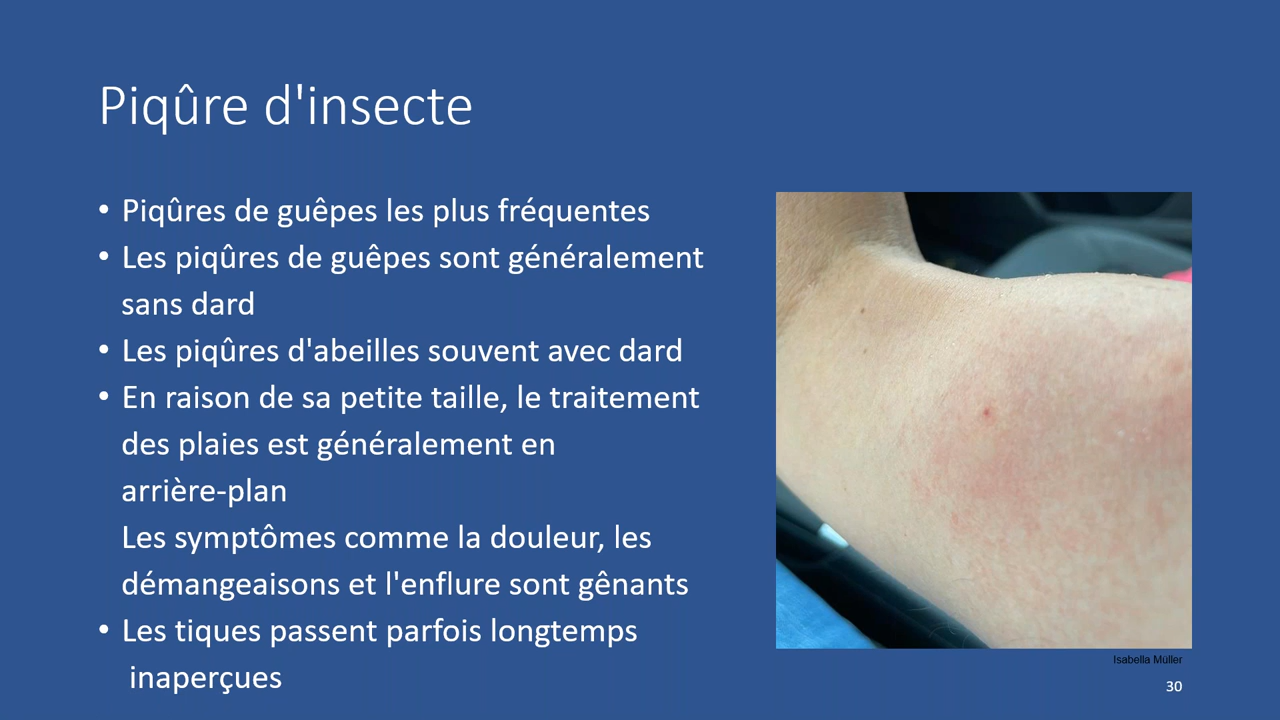 Piqûre d'insecte
• Piqûres de guêpes les plus fréquentes
• Les piqûres de guêpes sont généralement
sans dard
• Les piqûres d'abeilles souvent avec dard
• En raison de sa petite taille, le traitement
des plaies est généralement en
arrière-plan
Les symptômes comme la douleur, les
démangeaisons et l'enflure sont gênants
• Les tiques passent parfois longtemps
inaperçues
Isabella Müller
30